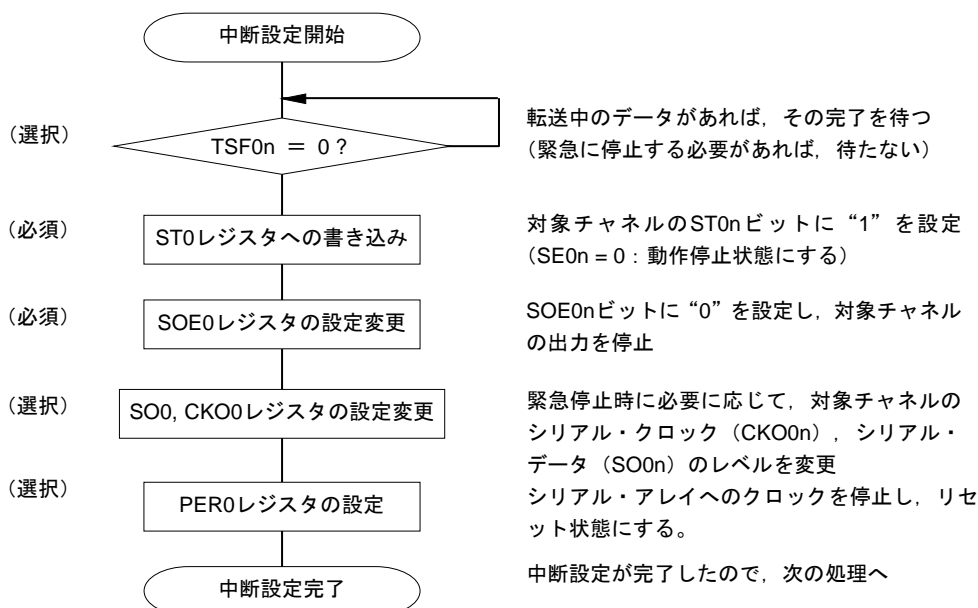 中断設定開始
（選択）
TSF0n ＝ 0？
転送中のデータがあれば，その完了を待つ
（緊急に停止する必要があれば，待たない）
（必須）
ST0レジスタへの書き込み
対象チャネルのST0nビットに“1”を設定
（SE0n = 0：動作停止状態にする）
（必須）
SOE0レジスタの設定変更
SOE0nビットに“0”を設定し，対象チャネル
の出力を停止
（選択）
SO0, CKO0レジスタの設定変更
緊急停止時に必要に応じて，対象チャネルの
シリアル・クロック（CKO0n），シリアル・
データ（SO0n）のレベルを変更
（選択）
PER0レジスタの設定
シリアル・アレイへのクロックを停止し，リセ
ット状態にする。
中断設定完了
中断設定が完了したので，次の処理へ